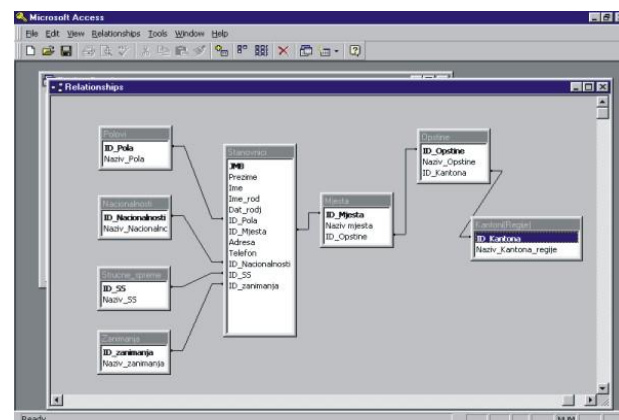 Microsoft Access
File Edit View Relationships Tools Window Help
Relationships
Polovi
ID_Pola
Naziv_Pola
Nacionalnosti
ID_Nacionalnosti
Naziv_Nacionalnc
Strucne_spreme
ID_SS
Naziv_SS
Zanimanja
ID_zanimanja
Naziv_zanimanja
Stanovnici
JMB
Prezime
Ime
Ime_rod
Dat_rodj
ID_Pola
ID_Mjesta
Adresa
Telefon
ID_Nacionalnosti
ID_SS
ID_zanimanja
Mjesta
ID_Mjesta
Naziv mjesta
ID_Opstine
Opstine
ID_Opstine
Naziv_Opstine
ID_Kantona
Kanton(Regije)
ID_Kantona
Naziv_Kantona_regije
Ready
NUM